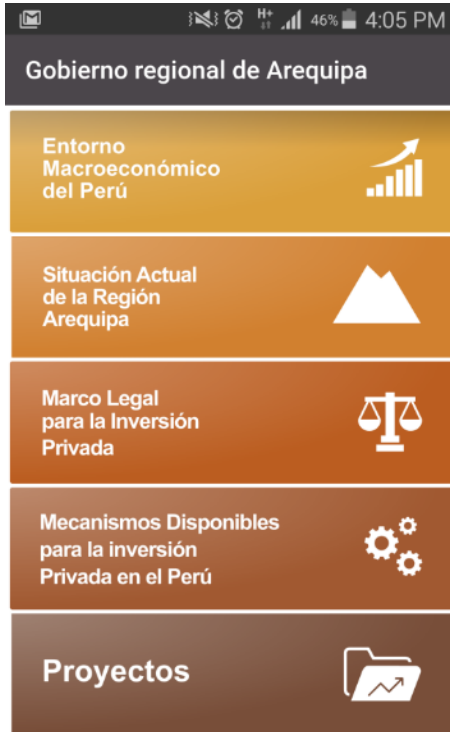 H+ 46% 4:05 PM
Gobierno regional de Arequipa
Entorno
Macroeconómico
del Perú
Situación Actual
de la Región
Arequipa
Marco Legal
para la Inversión
Privada
Mecanismos Disponibles
para la inversión
Privada en el Perú
Proyectos